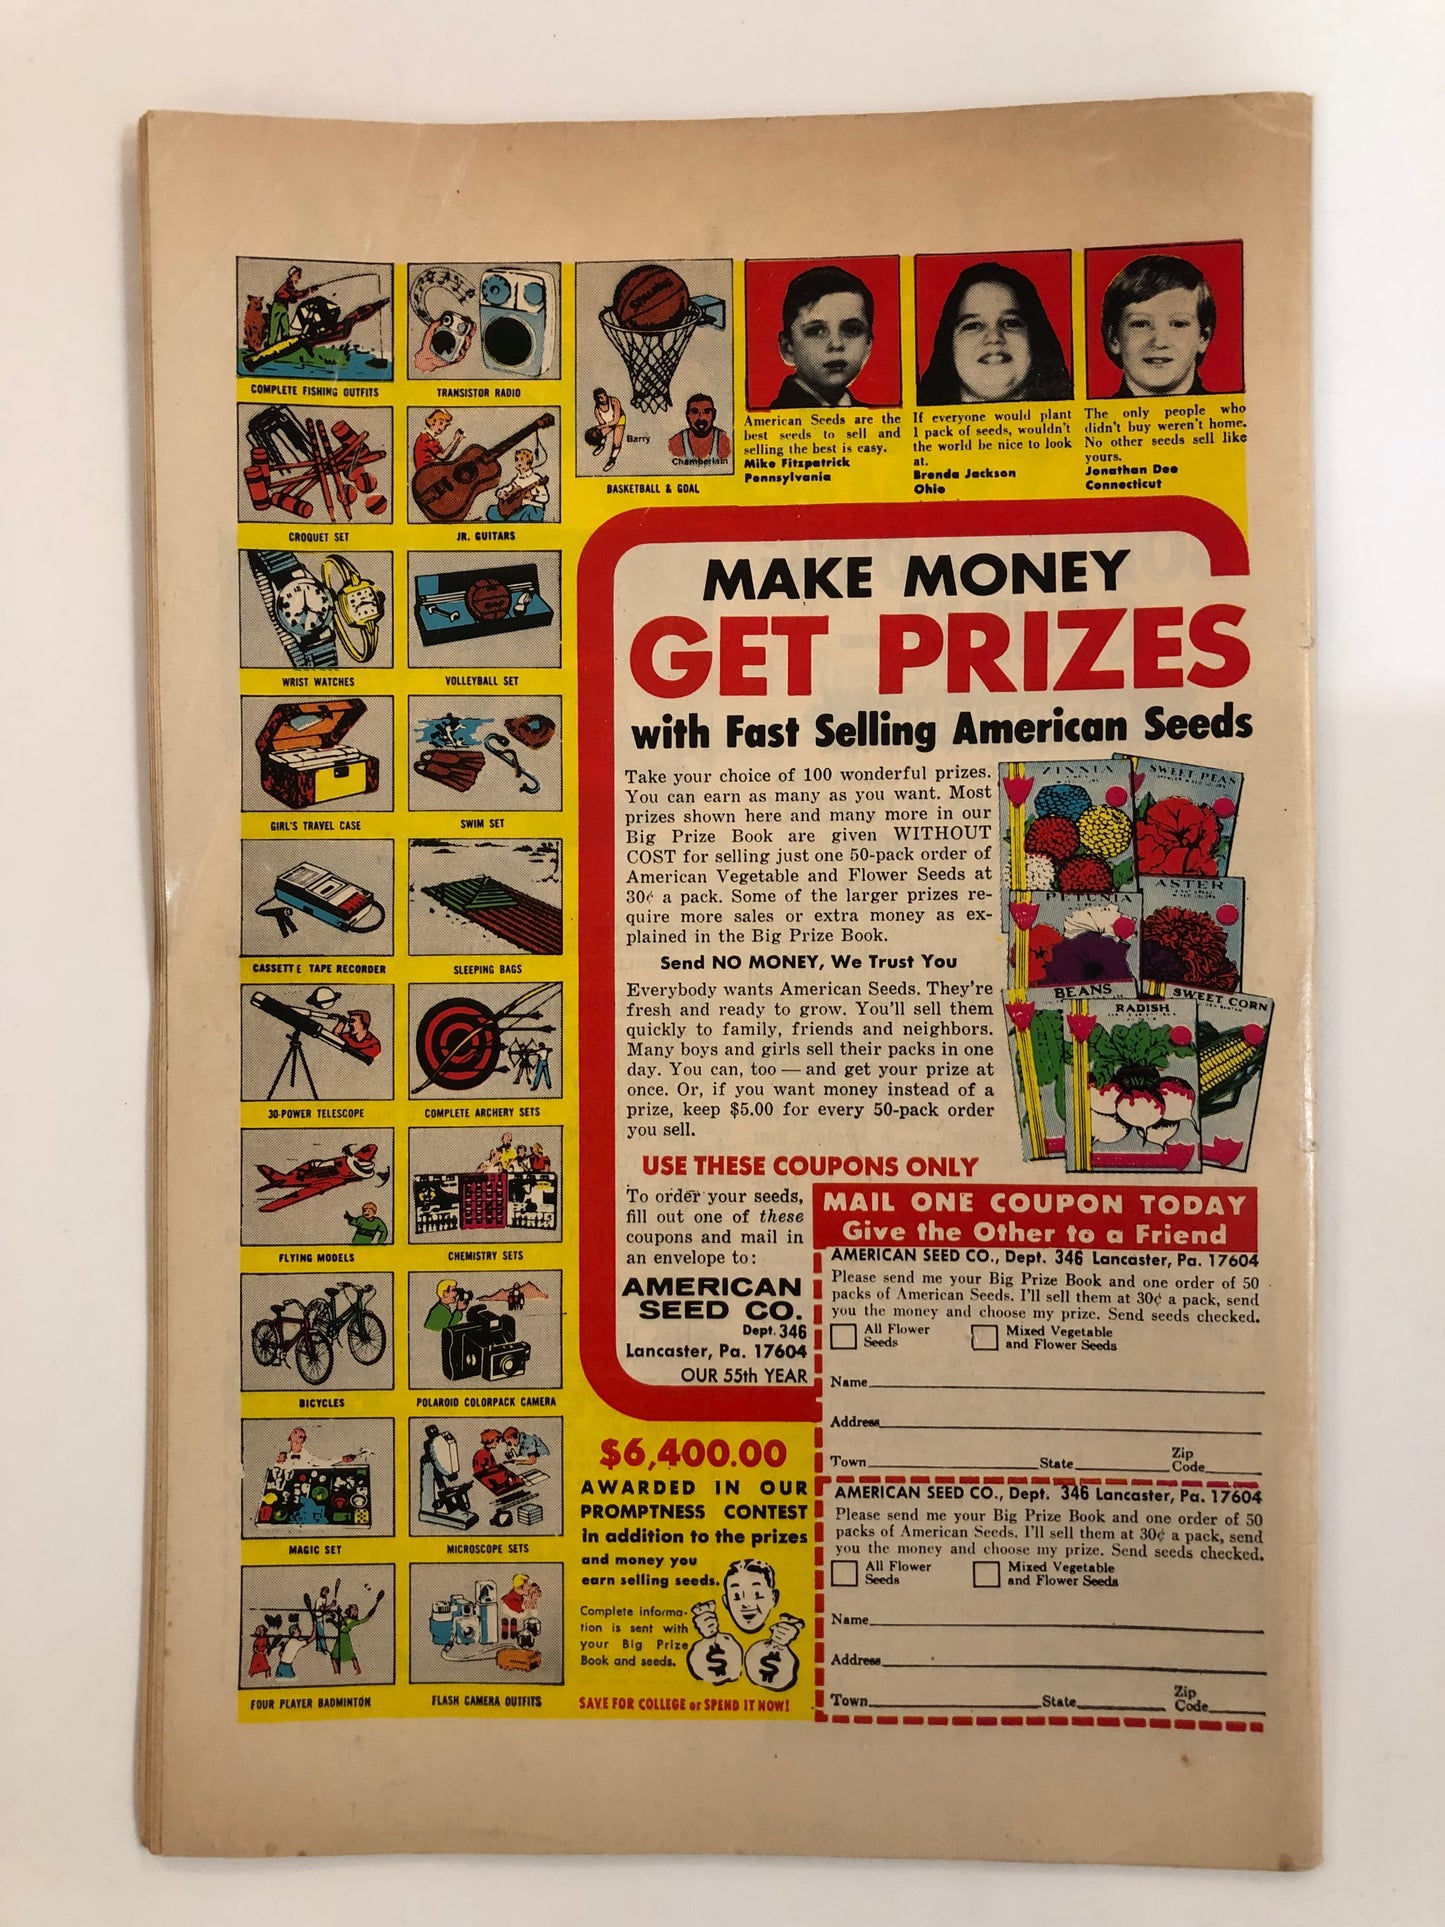 COMPLETE FISHING OUTFITS
TRANSISTOR RADIO
Spalding
Barry
Chamberlain
BASKETBALL & GOAL
American Seeds are the
best seeds to sell and
selling the best is easy.
Mike Fitzpatrick
Pennsylvania
If everyone would plant
1 pack of seeds, wouldn't
the world be nice to look
at.
Brenda Jackson
Ohio
The only people who
didn't buy weren't home.
No other seeds sell like
yours.
Jonathan Dee
Connecticut
CROQUET SET
JR. GUITARS
WRIST WATCHES
VOLLEYBALL SET
GIRL'S TRAVEL CASE
SWIM SET
CASSETTE TAPE RECORDER
SLEEPING BAGS
30-POWER TELESCOPE
COMPLETE ARCHERY SETS
FLYING MODELS
CHEMISTRY SETS
BICYCLES
POLAROID COLORPACK CAMERA
MAGIC SET
MICROSCOPE SETS
FOUR PLAYER BADMINTON
FLASH CAMERA OUTFITS
MAKE MONEY
GET PRIZES
with Fast Selling American Seeds
Take your choice of 100 wonderful prizes.
You can earn as many as you want. Most
prizes shown here and many more in our
Big Prize Book are given WITHOUT
COST for selling just one 50-pack order of
American Vegetable and Flower Seeds at
30¢ a pack. Some of the larger prizes re-
quire more sales or extra money as ex-
plained in the Big Prize Book.
Send NO MONEY, We Trust You
Everybody wants American Seeds. They're
fresh and ready to grow. You'll sell them
quickly to family, friends and neighbors.
Many boys and girls sell their packs in one
day. You can, too — and get your prize at
once. Or, if you want money instead of a
prize, keep $5.00 for every 50-pack order
you sell.
ZINNIA
SWEET PEAS
PETUNIA
ASTER
BEANS
RADISH
SWEET CORN
USE THESE COUPONS ONLY
To order your seeds,
fill out one of these
coupons and mail in
an envelope to:
AMERICAN
SEED CO.
Dept. 346
Lancaster, Pa. 17604
OUR 55th YEAR
MAIL ONE COUPON TODAY
Give the Other to a Friend
AMERICAN SEED CO., Dept. 346 Lancaster, Pa. 17604
Please send me your Big Prize Book and one order of 50
packs of American Seeds. I'll sell them at 30¢ a pack, send
you the money and choose my prize. Send seeds checked.
All Flower
Seeds
Mixed Vegetable
and Flower Seeds
Name
Address
Town State Zip
Code
AMERICAN SEED CO., Dept. 346 Lancaster, Pa. 17604
Please send me your Big Prize Book and one order of 50
packs of American Seeds. I'll sell them at 30¢ a pack, send
you the money and choose my prize. Send seeds checked.
All Flower
Seeds
Mixed Vegetable
and Flower Seeds
Name
Address
Town State Zip
Code
$6,400.00
AWARDED IN OUR
PROMPTNESS CONTEST
in addition to the prizes
and money you
earn selling seeds.
Complete informa-
tion is sent with
your Big Prize
Book and seeds.
$ $
SAVE FOR COLLEGE or SPEND IT NOW!